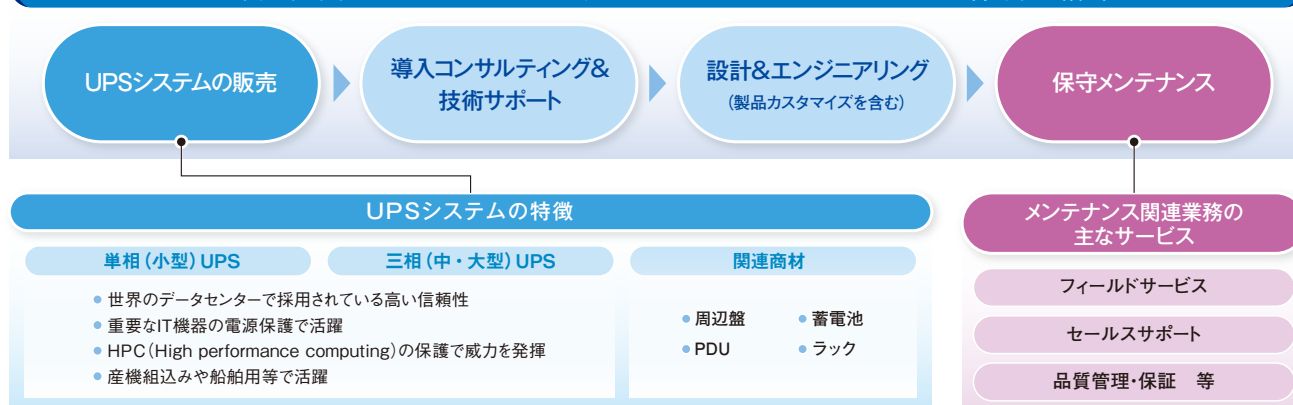 UPSシステムの販売
導入コンサルティング&
技術サポート
設計&エンジニアリング
(製品カスタマイズを含む)
保守メンテナンス
UPSシステムの特徴
単相(小型)UPS
三相(中・大型)UPS
関連商材
● 世界のデータセンターで採用されている高い信頼性
● 重要なIT機器の電源保護で活躍
● HPC(High performance computing)の保護で威力を発揮
● 産機組込みや船舶用等で活躍
● 周辺盤
● 蓄電池
● PDU
● ラック
メンテナンス関連業務の
主なサービス
フィールドサービス
セールスサポート
品質管理・保証　等